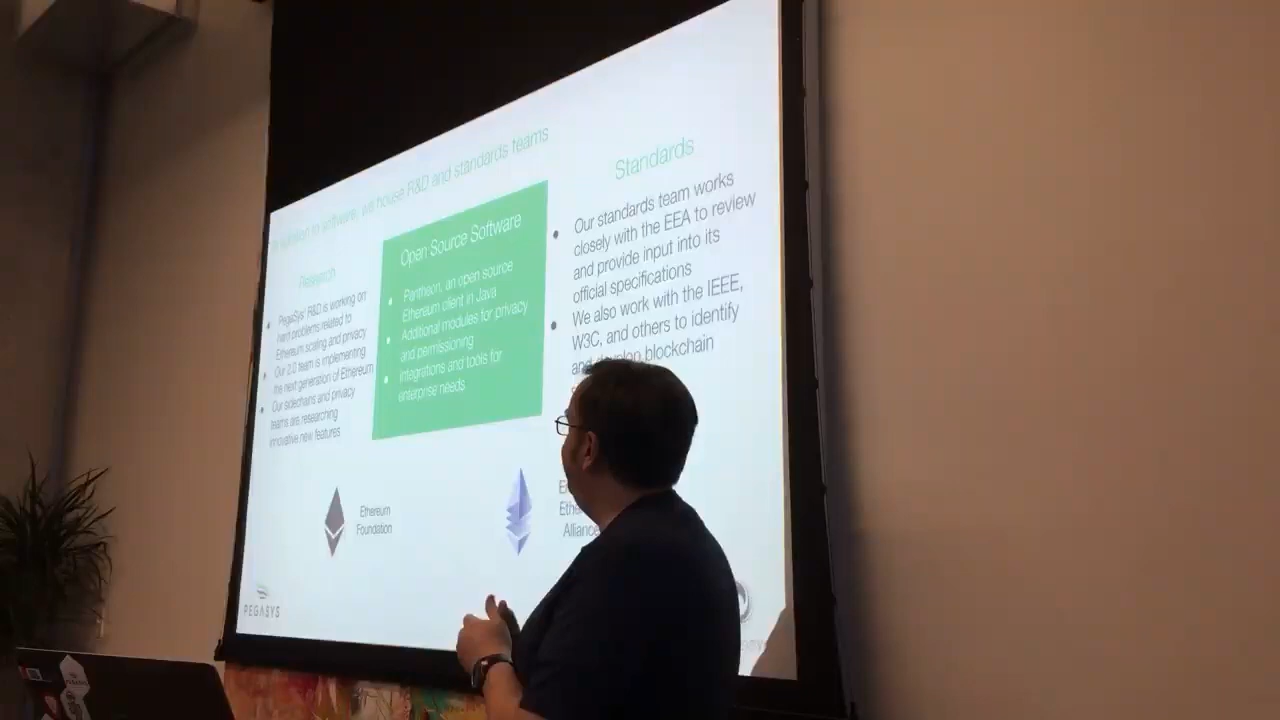 to software, we house R&D and standards teams
Research
PegaSys' R&D is working on
hard problems related to
Ethereum scaling and privacy
Our 2.0 team is implementing
the next generation of Ethereum
Our sidechains and privacy
teams are researching
innovative new features
Open Source Software
Pantheon, an open source
Ethereum client in Java
Additional modules for privacy
and permissioning
Integrations and tools for
enterprise needs
Standards
Our standards team works
closely with the EEA to review
and provide input into its
official specifications
We also work with the IEEE,
W3C, and others to identify
and develop blockchain
Ethereum
Foundation
Alliance
PEGASYS